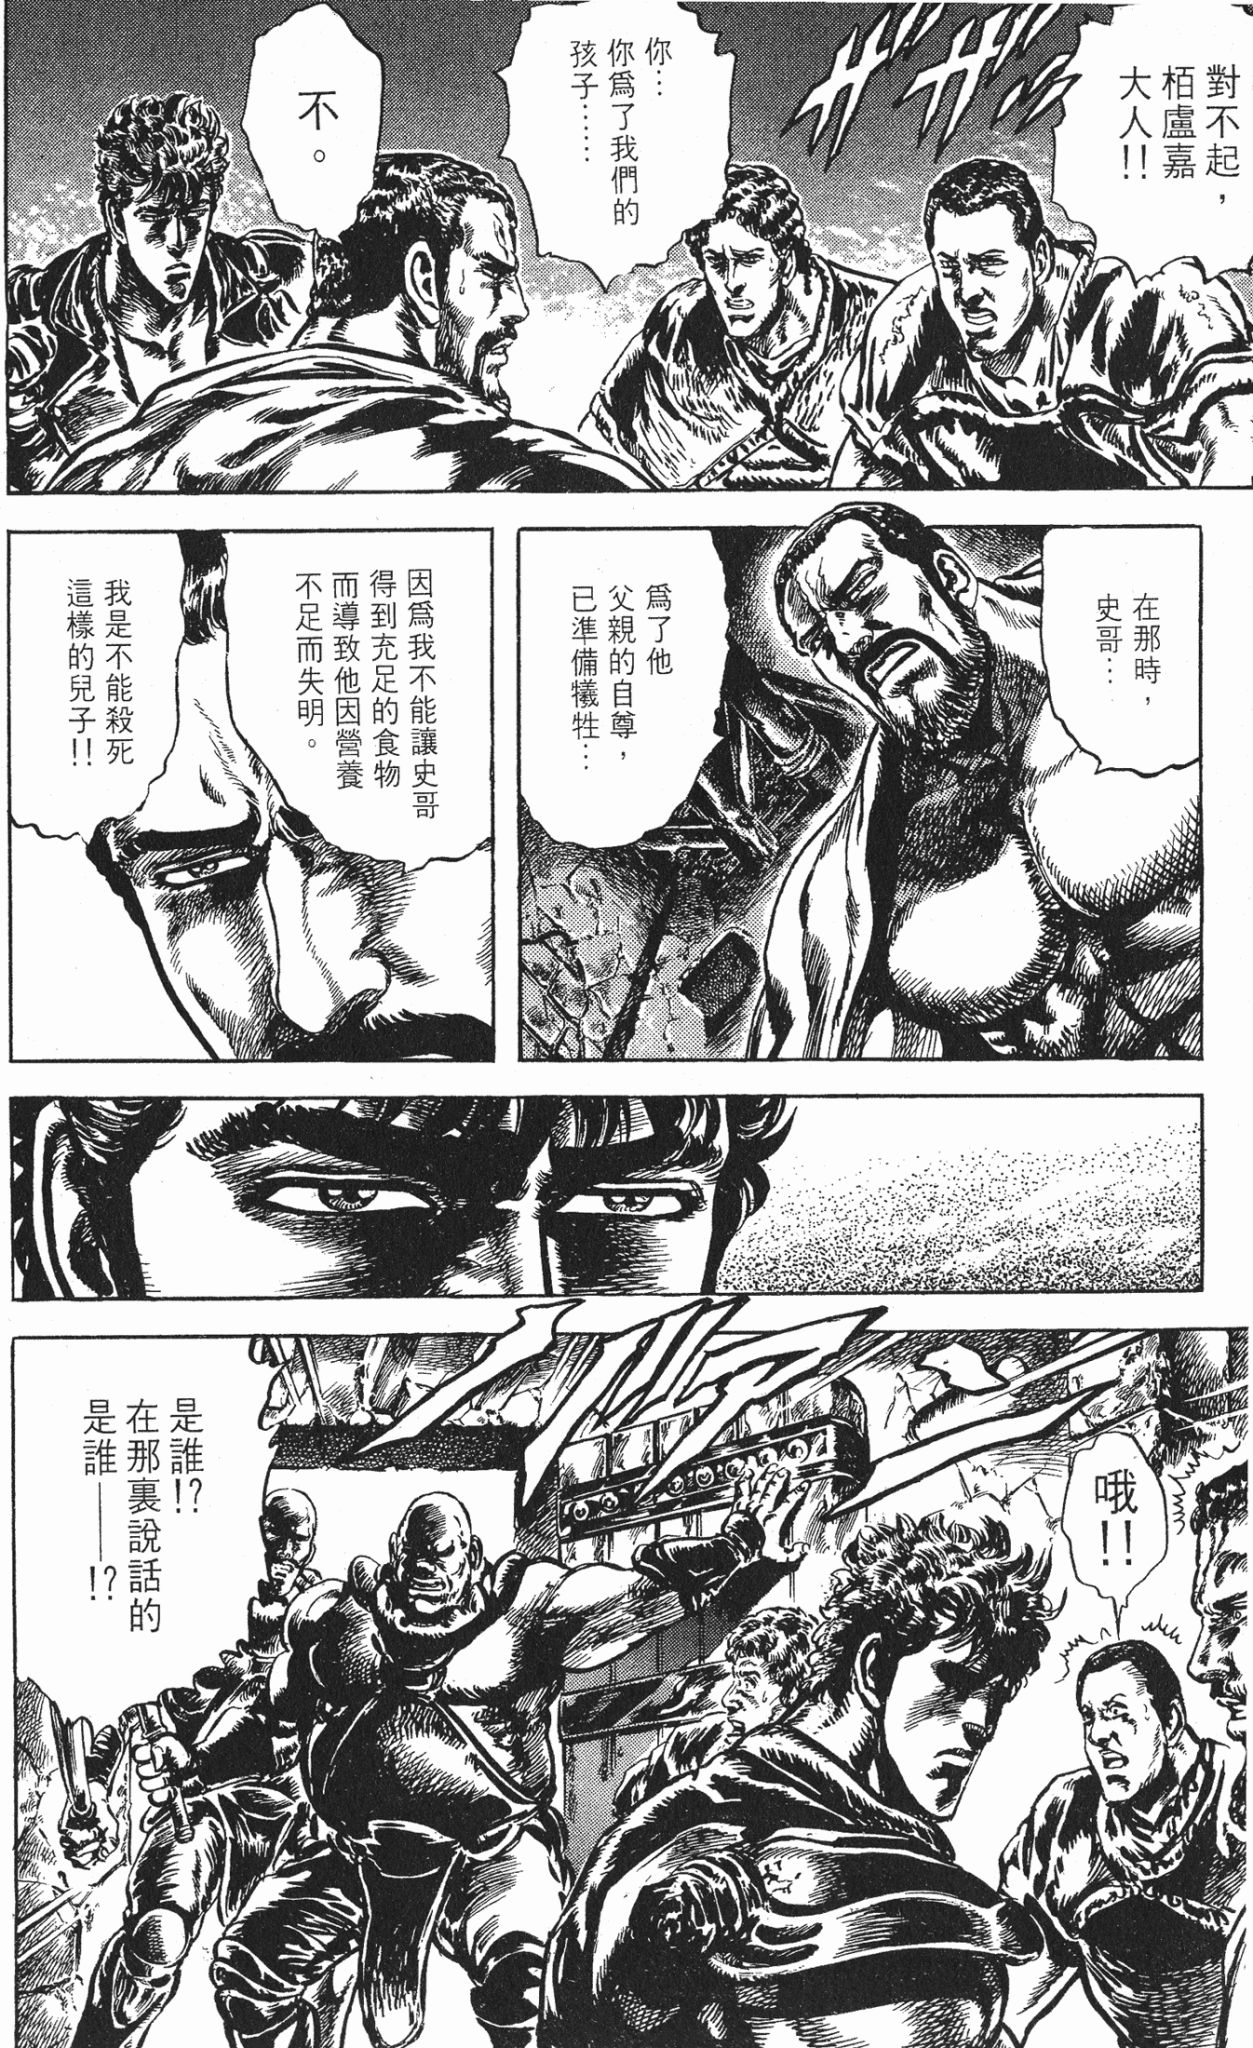 對不起，
栢盧嘉
大人!!
ザザ
你…
你爲了我們的
孩子……
不。
在那時，
史哥…
爲了他
父親的自尊，
已準備犧牲…
因爲我不能讓史哥
得到充足的食物
而導致他因營養
不足而失明。
我是不能殺死
這樣的兒子!!
哦!!
是誰!?
在那裏說話的
是誰——!?